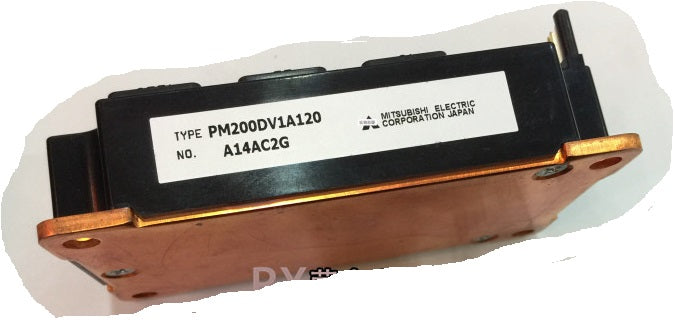 TYPE PM200DV1A120
NO. A14AC2G
MITSUBISHI ELECTRIC
CORPORATION JAPAN